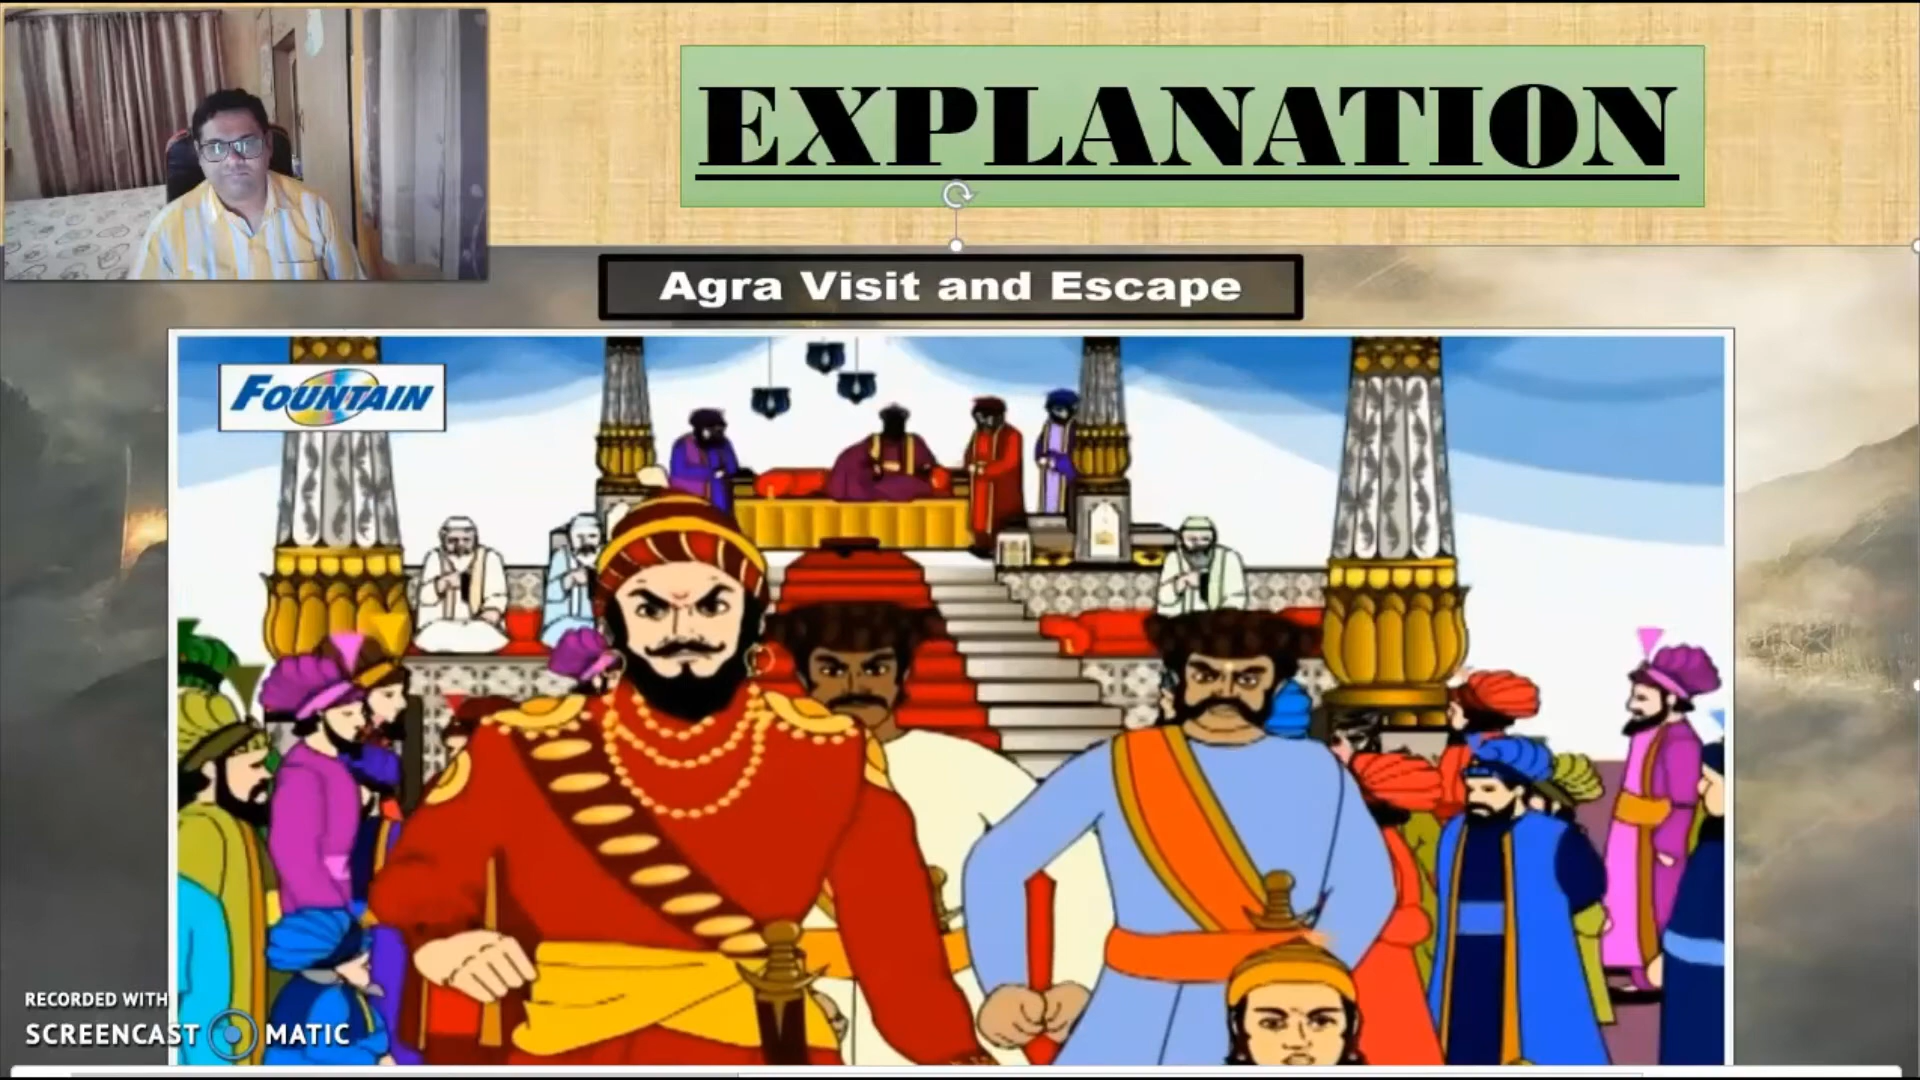 EXPLANATION
Agra Visit and Escape
FOUNTAIN
RECORDED WITH
SCREENCAST MATIC